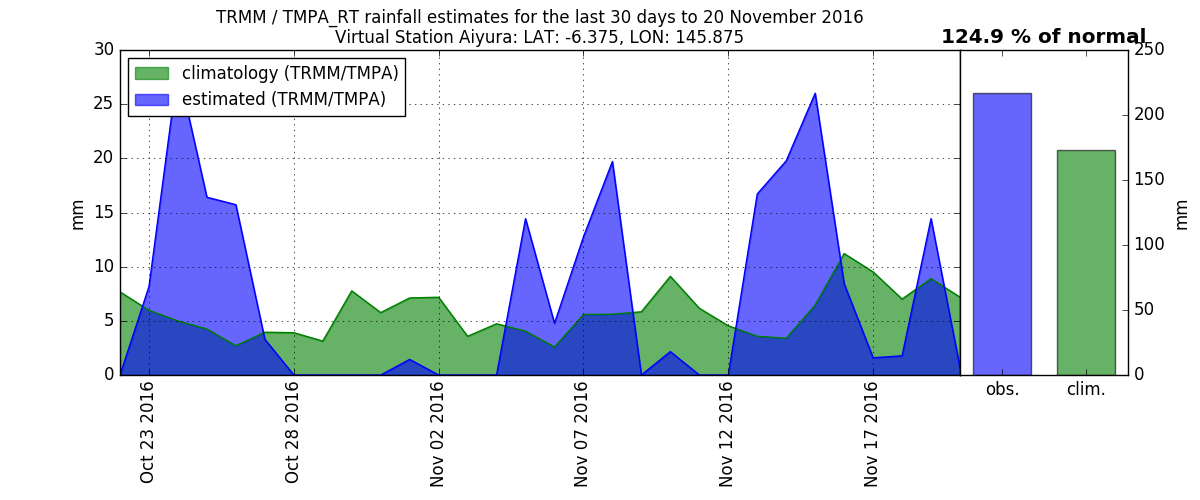 TRMM / TMPA_RT rainfall estimates for the last 30 days to 20 November 2016
Virtual Station Aiyura: LAT: -6.375, LON: 145.875
124.9 % of normal
climatology (TRMM/TMPA)
estimated (TRMM/TMPA)
30
25
20
15
10
5
0
mm
250
200
150
100
50
0
mm
obs.
clim.
Oct 23 2016
Oct 28 2016
Nov 02 2016
Nov 07 2016
Nov 12 2016
Nov 17 2016